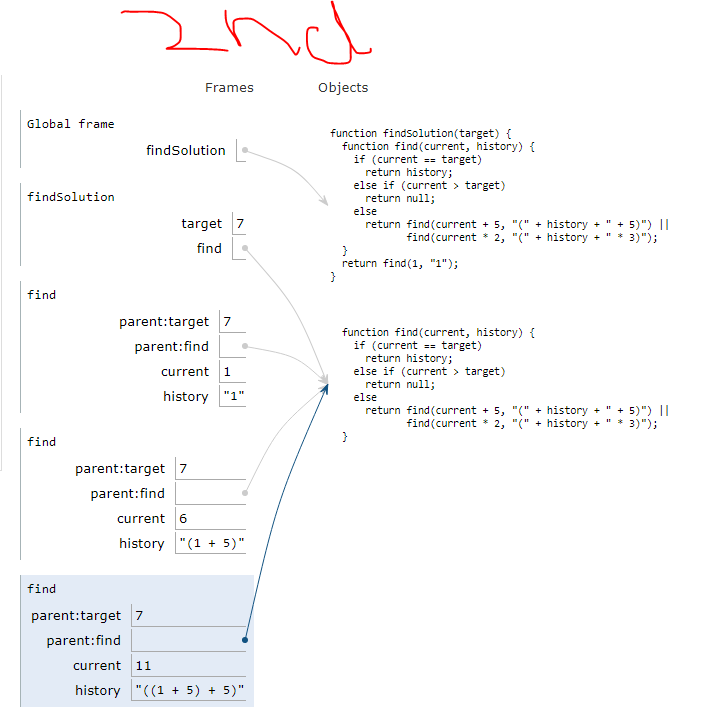 2nd
Frames Objects
Global frame
findSolution
function findSolution(target) {
function find(current, history) {
if (current == target)
return history;
else if (current > target)
return null;
else
return find(current + 5, "(" + history + " + 5)") ||
find(current * 2, "(" + history + " * 3)");
}
return find(1, "1");
}
findSolution
target 7
find
find
parent:target 7
parent:find
current 1
history "1"
function find(current, history) {
if (current == target)
return history;
else if (current > target)
return null;
else
return find(current + 5, "(" + history + " + 5)") ||
find(current * 2, "(" + history + " * 3)");
}
find
parent:target 7
parent:find
current 6
history "(1 + 5)"
find
parent:target 7
parent:find
current 11
history "((1 + 5) + 5)"